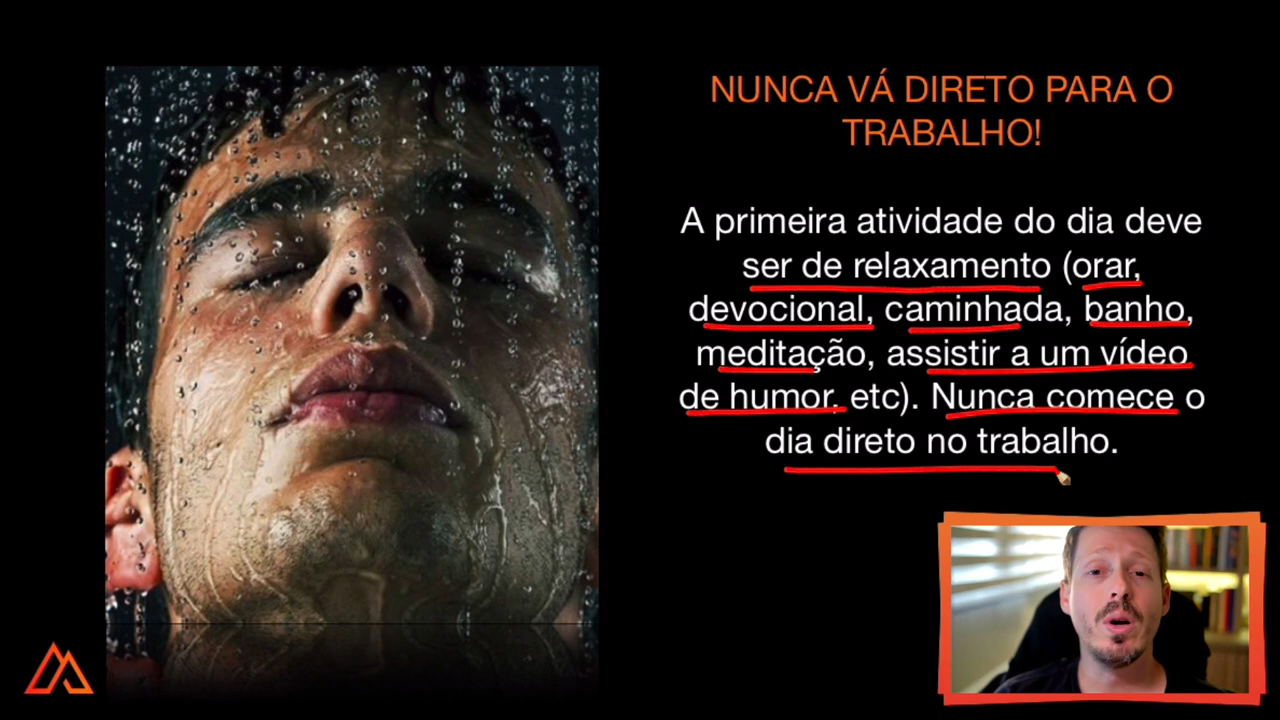 NUNCA VÁ DIRETO PARA O
TRABALHO!
A primeira atividade do dia deve
ser de relaxamento (orar,
devocional, caminhada, banho,
meditação, assistir a um vídeo
de humor, etc). Nunca comece o
dia direto no trabalho.